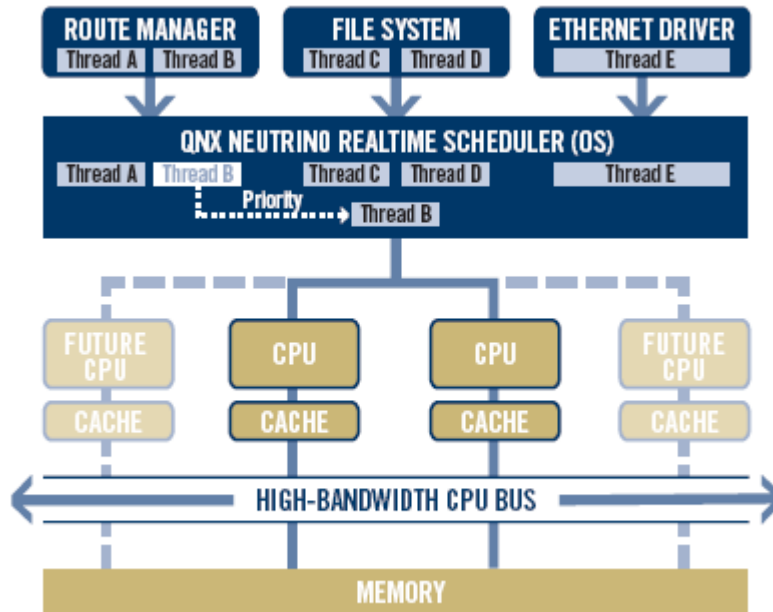 ROUTE MANAGER
Thread A Thread B
FILE SYSTEM
Thread C Thread D
ETHERNET DRIVER
Thread E
QNX NEUTRINO REALTIME SCHEDULER (OS)
Thread A Thread B Thread C Thread D Thread E
Priority
Thread B
FUTURE CPU
CPU
CPU
FUTURE CPU
CACHE
CACHE
CACHE
CACHE
HIGH-BANDWIDTH CPU BUS
MEMORY